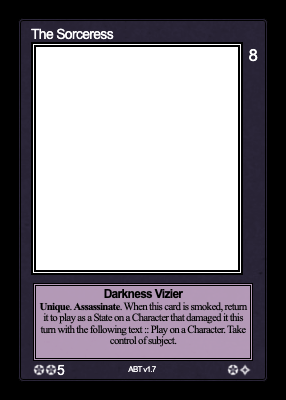 The Sorceress
8
Darkness Vizier
Unique. Assassinate. When this card is smoked, return
it to play as a State on a Character that damaged it this
turn with the following text :: Play on a Character. Take
control of subject.
5
ABT v1.7